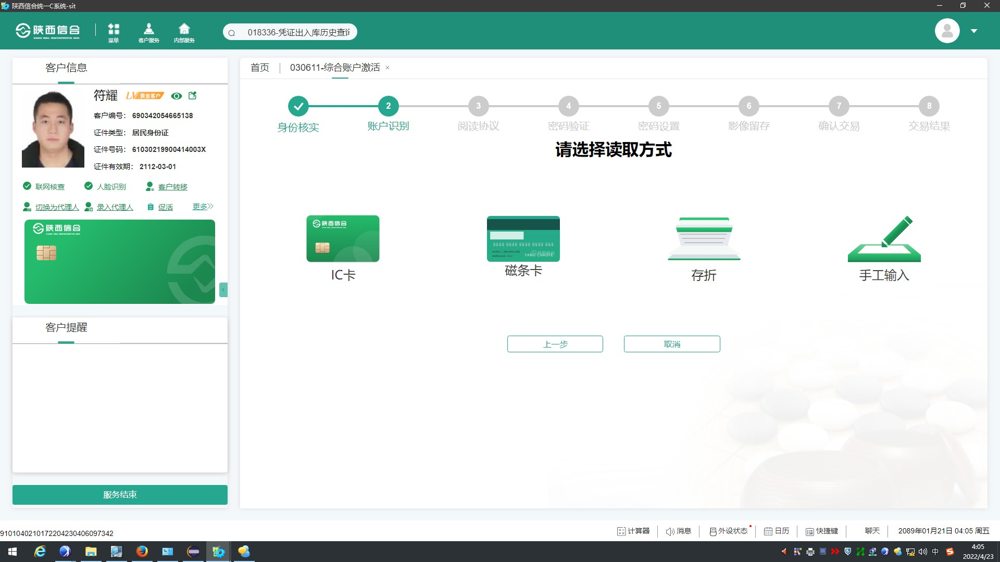 陕西信合统一C系统-sit
陕西信合
菜单
客户服务
内部服务
018336-凭证出入库历史查询
客户信息
符耀
LV 黄金客户
客户编号： 690342054665138
证件类型： 居民身份证
证件号码： 61030219900414003X
证件有效期： 2112-03-01
联网核查
人脸识别
客户转移
切换为代理人
录入代理人
促活
更多
陕西信合
客户提醒
服务结束
首页
030611-综合账户激活 ×
2 3 4 5 6 7 8
身份核实 账户识别 阅读协议 密码验证 密码设置 影像留存 确认交易 交易结果
请选择读取方式
陕西信合
8888 8888 8888 8888 888
YANG CHAOYE
IC卡
磁条卡
存折
手工输入
上一步
取消
9101040210172204230406097342
计算器
消息
外设状态
日历
快捷键
聊天
2089年01月21日 04:05 周五
中
4:05
2022/4/23